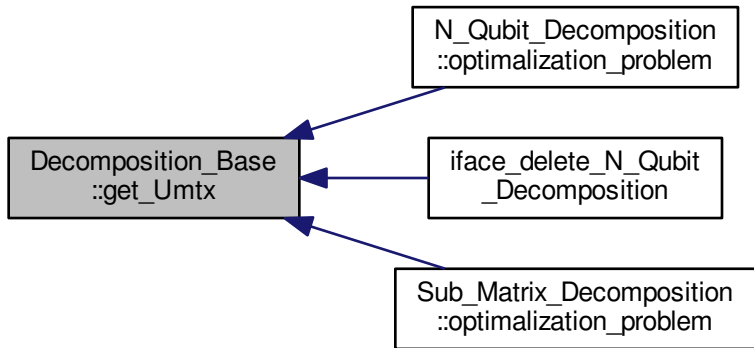 N_Qubit_Decomposition
::optimalization_problem
Decomposition_Base
::get_Umtx
iface_delete_N_Qubit
_Decomposition
Sub_Matrix_Decomposition
::optimalization_problem